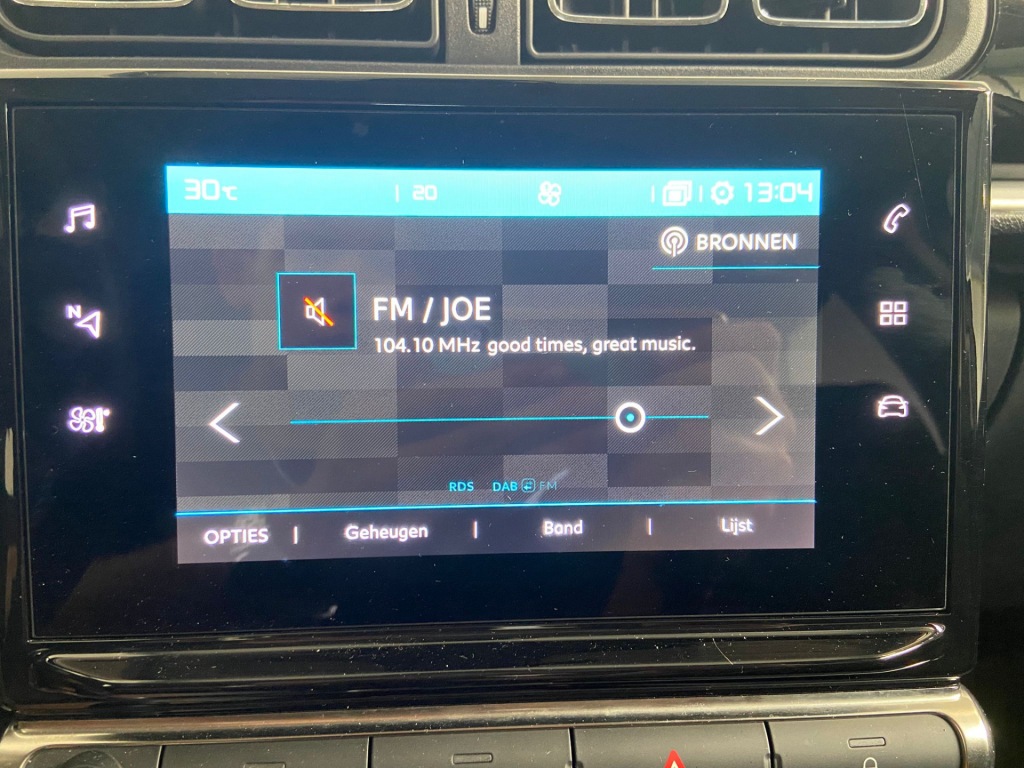 30°C | 20 | | 13:04
BRONNEN
N
FM / JOE
104.10 MHz good times, great music.
RDS DAB FM
OPTIES | Geheugen | Band | Lijst